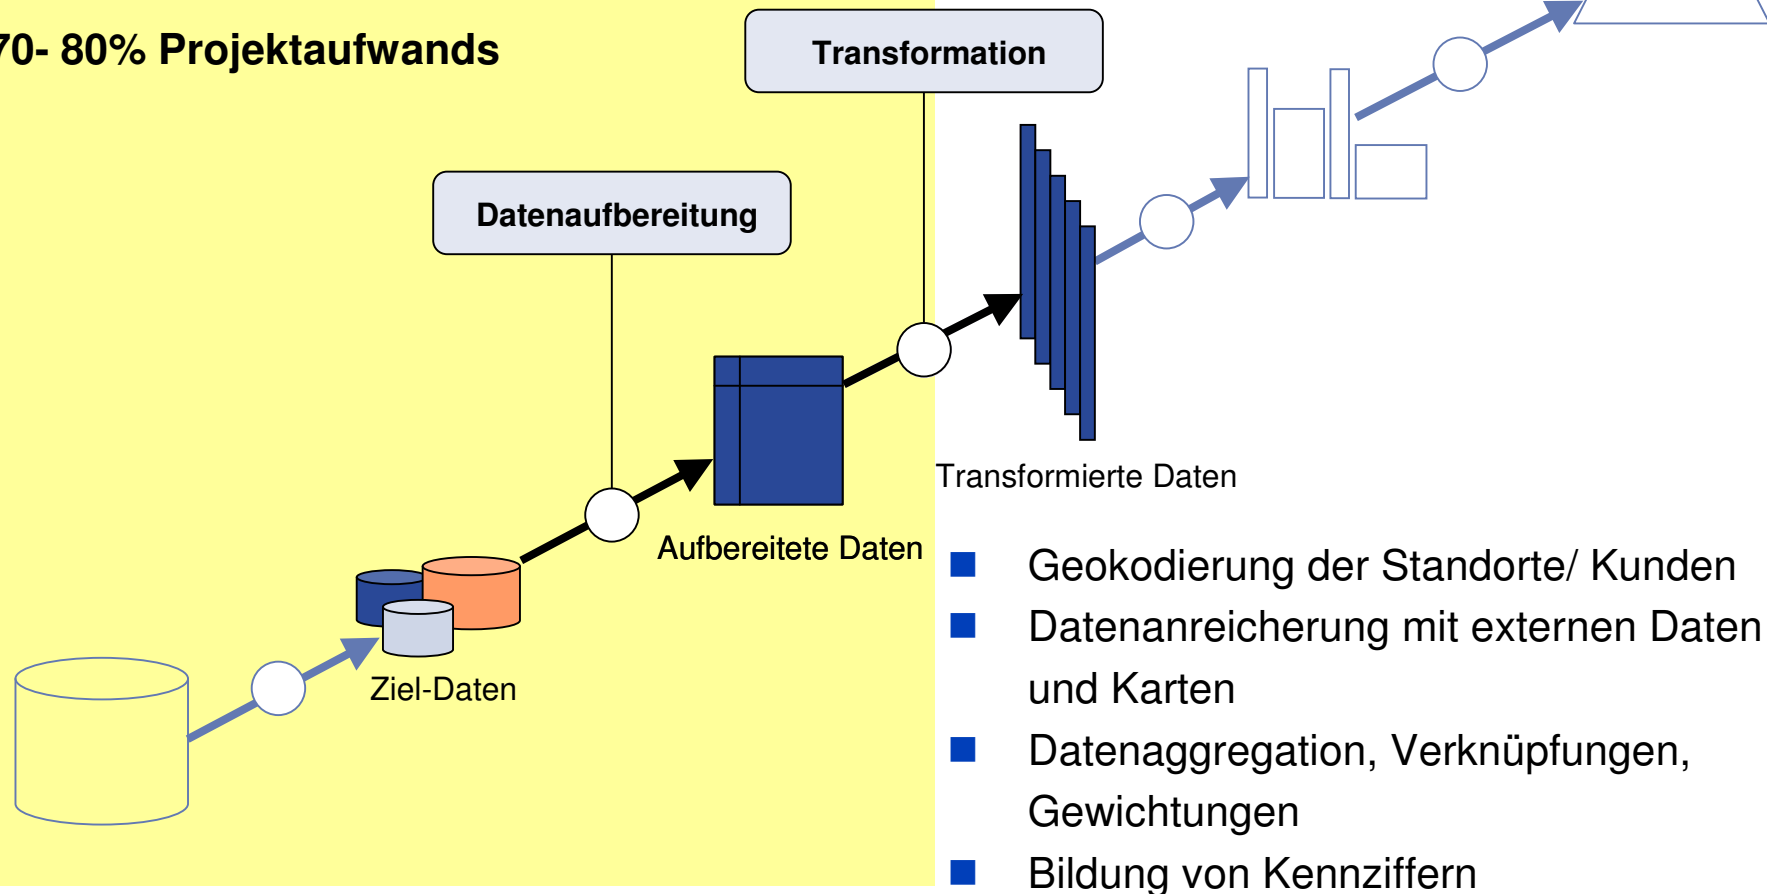 70- 80% Projektaufwands
Transformation
Datenaufbereitung
Transformierte Daten
Aufbereitete Daten
Ziel-Daten
Geokodierung der Standorte/ Kunden
Datenanreicherung mit externen Daten
und Karten
Datenaggregation, Verknüpfungen,
Gewichtungen
Bildung von Kennziffern